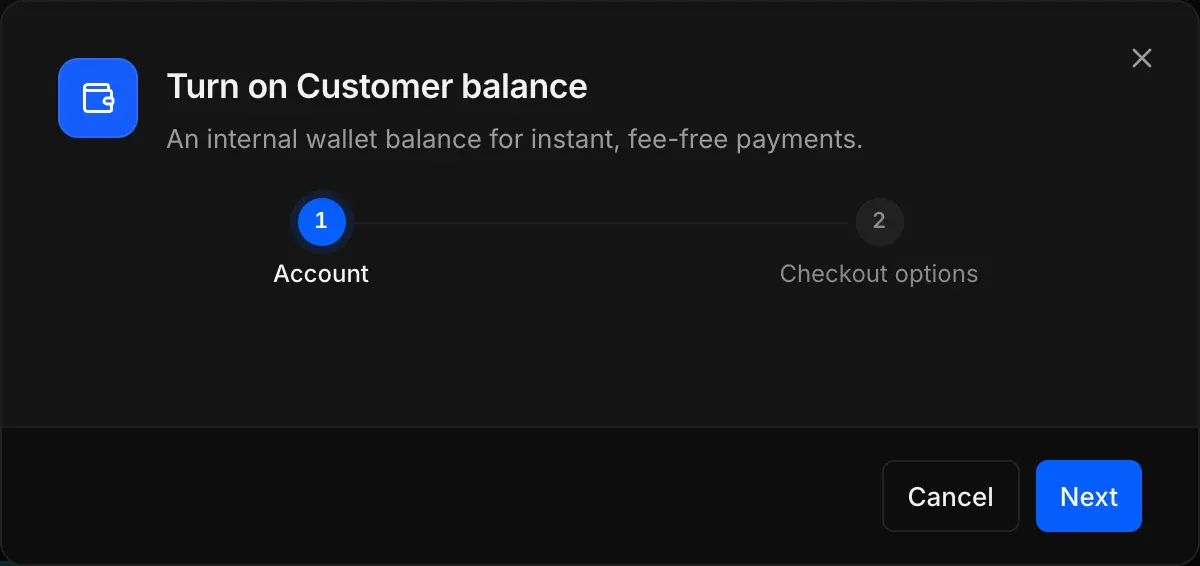 Turn on Customer balance
An internal wallet balance for instant, fee-free payments.
1
2
Account
Checkout options
Cancel
Next